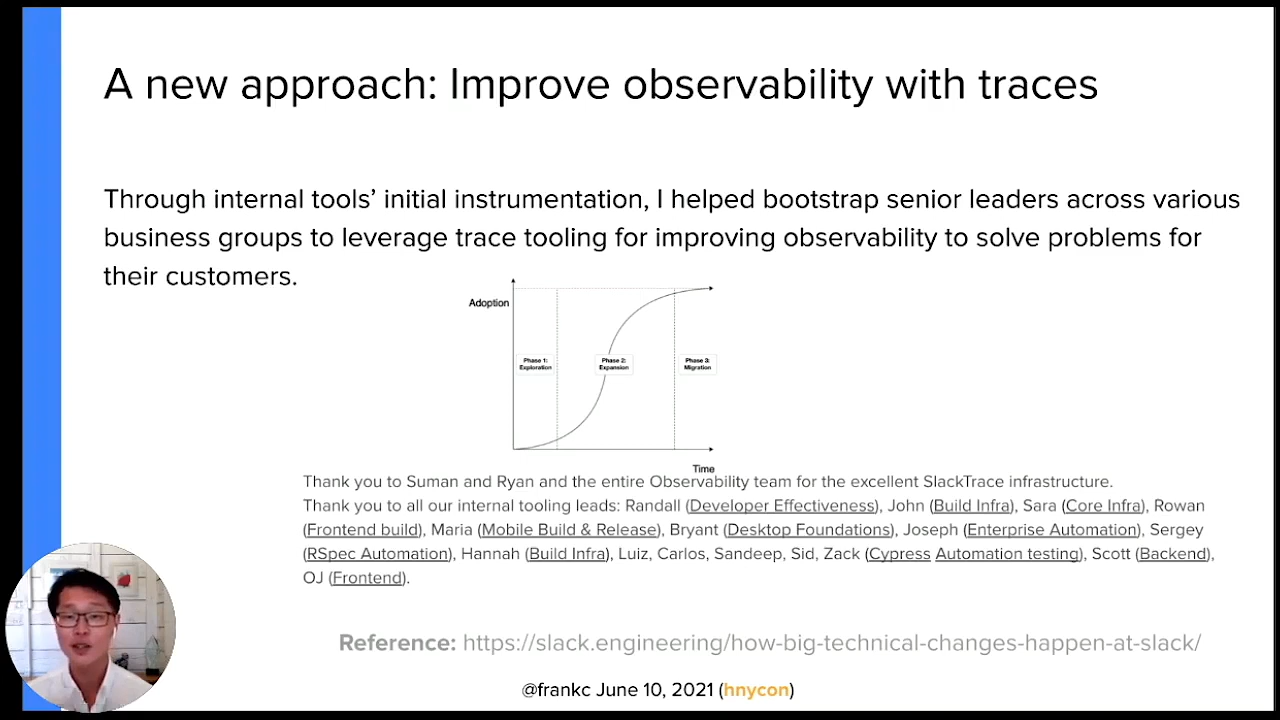 A new approach: Improve observability with traces
Through internal tools’ initial instrumentation, I helped bootstrap senior leaders across various
business groups to leverage trace tooling for improving observability to solve problems for
their customers.
Adoption
Phase 1:
Exploration
Phase 2:
Expansion
Phase 3:
Migration
Time
Thank you to Suman and Ryan and the entire Observability team for the excellent SlackTrace infrastructure.
Thank you to all our internal tooling leads: Randall (Developer Effectiveness), John (Build Infra), Sara (Core Infra), Rowan
(Frontend build), Maria (Mobile Build & Release), Bryant (Desktop Foundations), Joseph (Enterprise Automation), Sergey
(RSpec Automation), Hannah (Build Infra), Luiz, Carlos, Sandeep, Sid, Zack (Cypress Automation testing), Scott (Backend),
OJ (Frontend).
Reference: https://slack.engineering/how-big-technical-changes-happen-at-slack/
@frankc June 10, 2021 (hnycon)